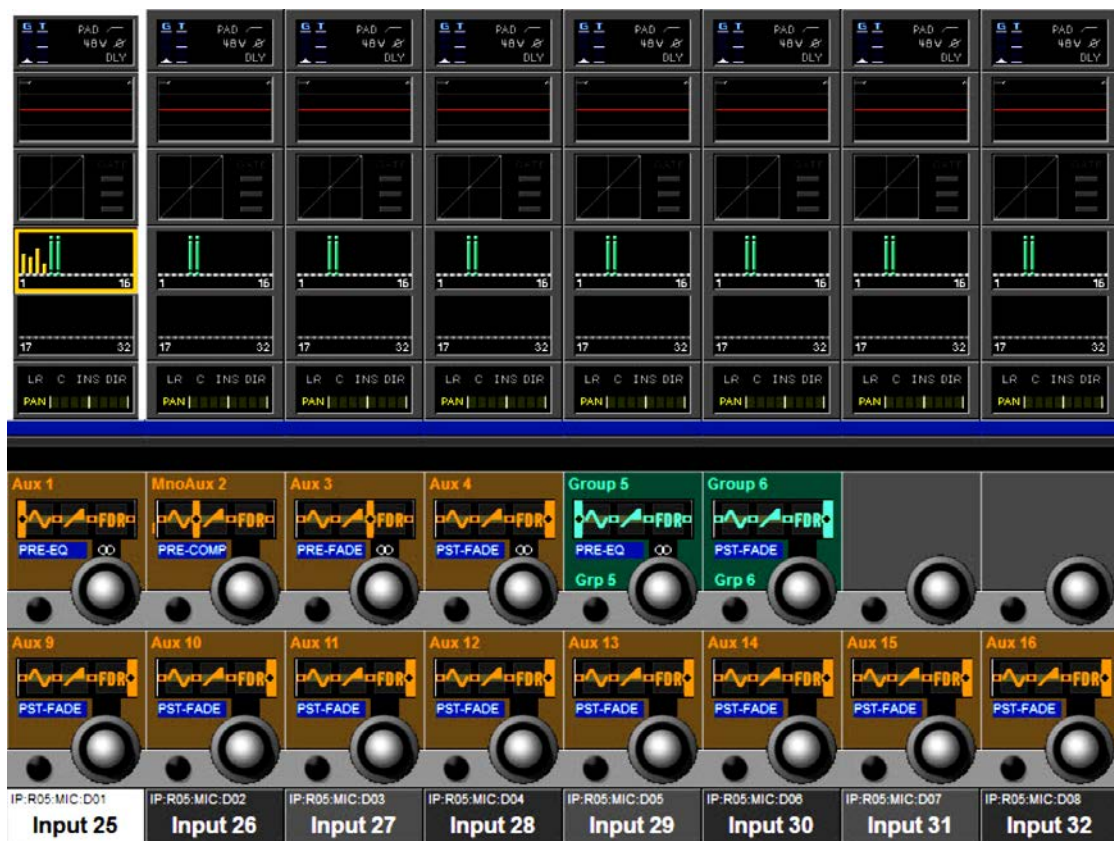 G T PAD G T PAD G T PAD G T PAD G T PAD G T PAD G T PAD G T PAD
48V 48V 48V 48V 48V 48V 48V 48V
DLY DLY DLY DLY DLY DLY DLY DLY
GATE GATE GATE GATE GATE GATE GATE GATE
1 16 1 16 1 16 1 16 1 16 1 16 1 16 1 16
17 32 17 32 17 32 17 32 17 32 17 32 17 32 17 32
LR C INS DIR LR C INS DIR LR C INS DIR LR C INS DIR LR C INS DIR LR C INS DIR LR C INS DIR LR C INS DIR
PAN PAN PAN PAN PAN PAN PAN PAN
Aux 1 MnoAux 2 Aux 3 Aux 4 Group 5 Group 6
FDR FDR FDR FDR FDR FDR
PRE-EQ PRE-COMP PRE-FADE PST-FADE PRE-EQ PST-FADE
Grp 5 Grp 6
Aux 9 Aux 10 Aux 11 Aux 12 Aux 13 Aux 14 Aux 15 Aux 16
FDR FDR FDR FDR FDR FDR FDR FDR
PST-FADE PST-FADE PST-FADE PST-FADE PST-FADE PST-FADE PST-FADE PST-FADE
IP:R05:MIC:D01 IP:R05:MIC:D02 IP:R05:MIC:D03 IP:R05:MIC:D04 IP:R05:MIC:D05 IP:R05:MIC:D06 IP:R05:MIC:D07 IP:R05:MIC:D08
Input 25 Input 26 Input 27 Input 28 Input 29 Input 30 Input 31 Input 32